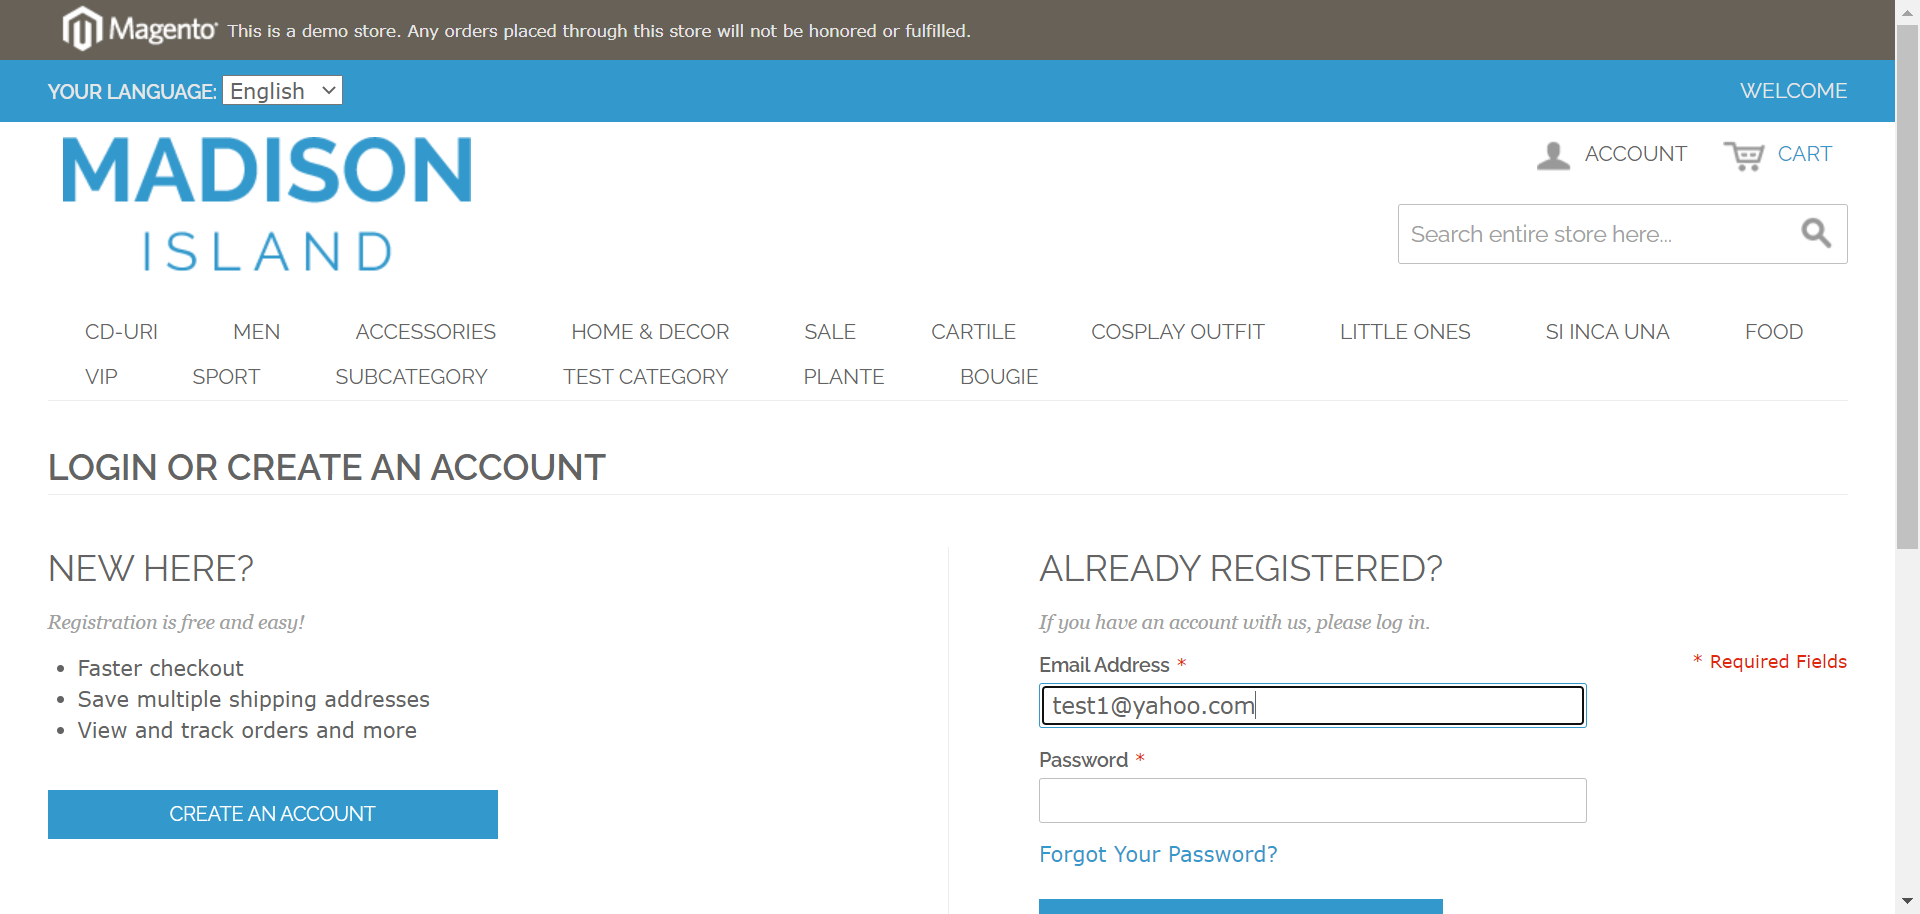 Magento This is a demo store. Any orders placed through this store will not be honored or fulfilled.
YOUR LANGUAGE: English WELCOME
MADISON
ISLAND
ACCOUNT CART
Search entire store here...
CD-URI MEN ACCESSORIES HOME & DECOR SALE CARTILE COSPLAY OUTFIT LITTLE ONES SI INCA UNA FOOD
VIP SPORT SUBCATEGORY TEST CATEGORY PLANTE BOUGIE
LOGIN OR CREATE AN ACCOUNT
NEW HERE?
Registration is free and easy!
• Faster checkout
• Save multiple shipping addresses
• View and track orders and more
CREATE AN ACCOUNT
ALREADY REGISTERED?
If you have an account with us, please log in.
* Required Fields
Email Address *
test1@yahoo.com
Password *
Forgot Your Password?